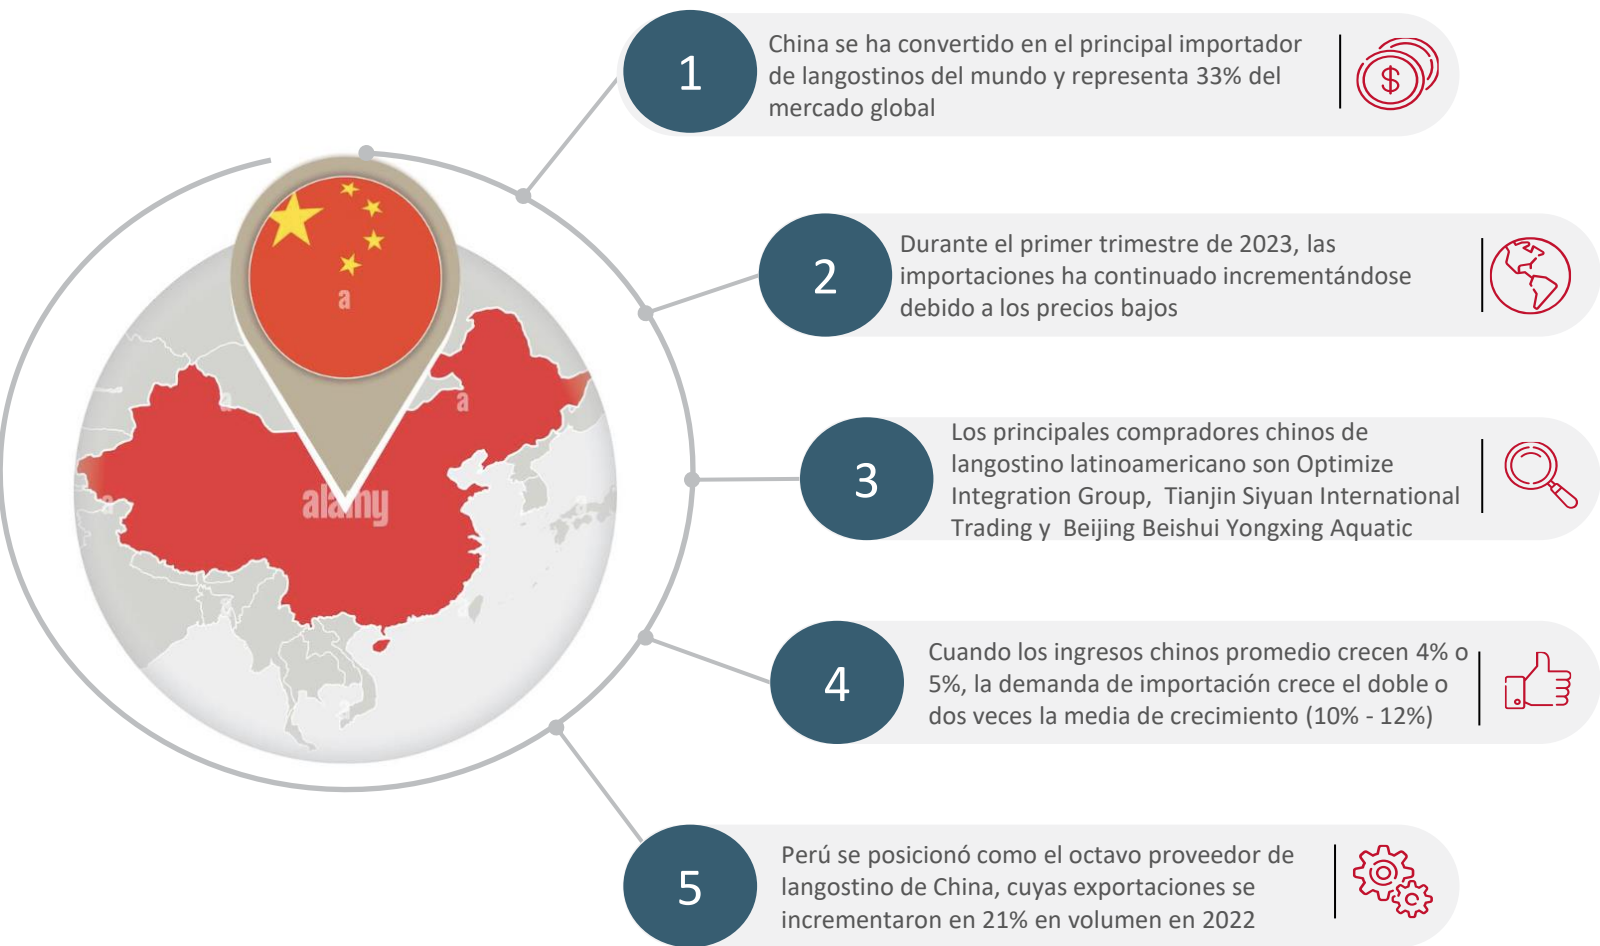 1
China se ha convertido en el principal importador
de langostinos del mundo y representa 33% del
mercado global
$
2
Durante el primer trimestre de 2023, las
importaciones ha continuado incrementándose
debido a los precios bajos
3
Los principales compradores chinos de
langostino latinoamericano son Optimize
Integration Group, Tianjin Siyuan International
Trading y Beijing Beishui Yongxing Aquatic
4
Cuando los ingresos chinos promedio crecen 4% o
5%, la demanda de importación crece el doble o
dos veces la media de crecimiento (10% - 12%)
5
Perú se posicionó como el octavo proveedor de
langostino de China, cuyas exportaciones se
incrementaron en 21% en volumen en 2022
a
a
a
alamy
a
a
a
a